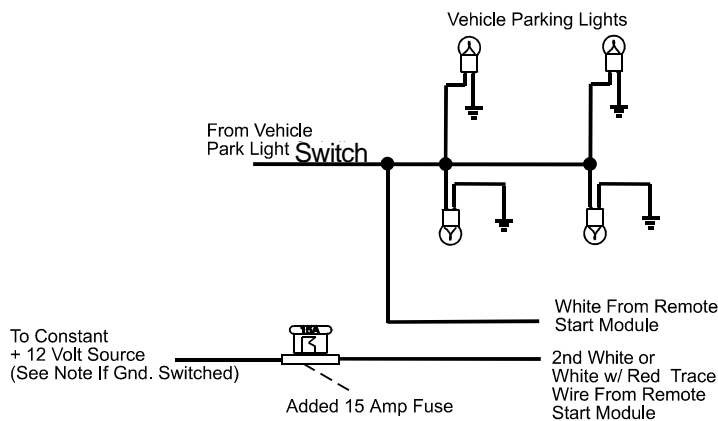 Vehicle Parking Lights
From Vehicle
Park Light Switch
White From Remote
Start Module
15A
To Constant
+ 12 Volt Source
(See Note If Gnd. Switched)
2nd White or
White w/ Red Trace
Wire From Remote
Start Module
Added 15 Amp Fuse